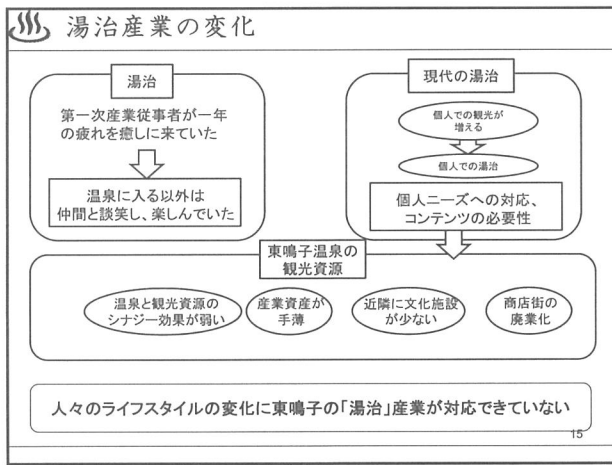 湯治産業の変化
湯治
第一次産業従事者が一年
の疲れを癒しに来ていた
温泉に入る以外は
仲間と談笑し、楽しんでいた
現代の湯治
個人での観光が
増える
個人での湯治
個人ニーズへの対応、
コンテンツの必要性
東鳴子温泉の
観光資源
温泉と観光資源の
シナジー効果が弱い
産業資産が
手薄
近隣に文化施設
が少ない
商店街の
廃業化
人々のライフスタイルの変化に東鳴子の「湯治」産業が対応できていない
15